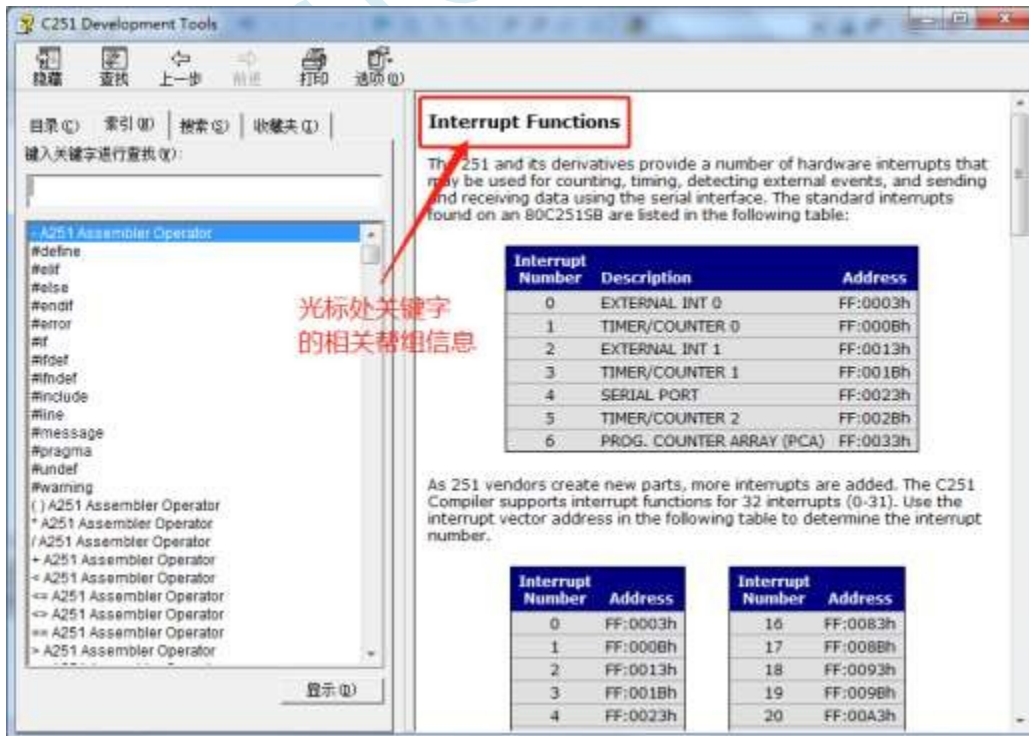 C251 Development Tools
隐藏 查找 上一步 前进 打印 选项(O)
目录(C) 索引(N) 搜索(S) 收藏夹(I)
键入关键字进行查找(W):
- A251 Assembler Operator
#define
#elif
#else
#endif
#error
#if
#ifdef
#ifndef
#include
#line
#message
#pragma
#undef
#warning
( ) A251 Assembler Operator
* A251 Assembler Operator
/ A251 Assembler Operator
+ A251 Assembler Operator
< A251 Assembler Operator
<= A251 Assembler Operator
<> A251 Assembler Operator
== A251 Assembler Operator
> A251 Assembler Operator
显示(D)
光标处关键字
的相关帮组信息
Interrupt Functions
The 251 and its derivatives provide a number of hardware interrupts that
may be used for counting, timing, detecting external events, and sending
and receiving data using the serial interface. The standard interrupts
found on an 80C251SB are listed in the following table:
Interrupt
Number Description Address
0 EXTERNAL INT 0 FF:0003h
1 TIMER/COUNTER 0 FF:000Bh
2 EXTERNAL INT 1 FF:0013h
3 TIMER/COUNTER 1 FF:001Bh
4 SERIAL PORT FF:0023h
5 TIMER/COUNTER 2 FF:002Bh
6 PROG. COUNTER ARRAY (PCA) FF:0033h
As 251 vendors create new parts, more interrupts are added. The C251
Compiler supports interrupt functions for 32 interrupts (0-31). Use the
interrupt vector address in the following table to determine the interrupt
number.
Interrupt Interrupt
Number Address Number Address
0 FF:0003h 16 FF:0083h
1 FF:000Bh 17 FF:008Bh
2 FF:0013h 18 FF:0093h
3 FF:001Bh 19 FF:009Bh
4 FF:0023h 20 FF:00A3h